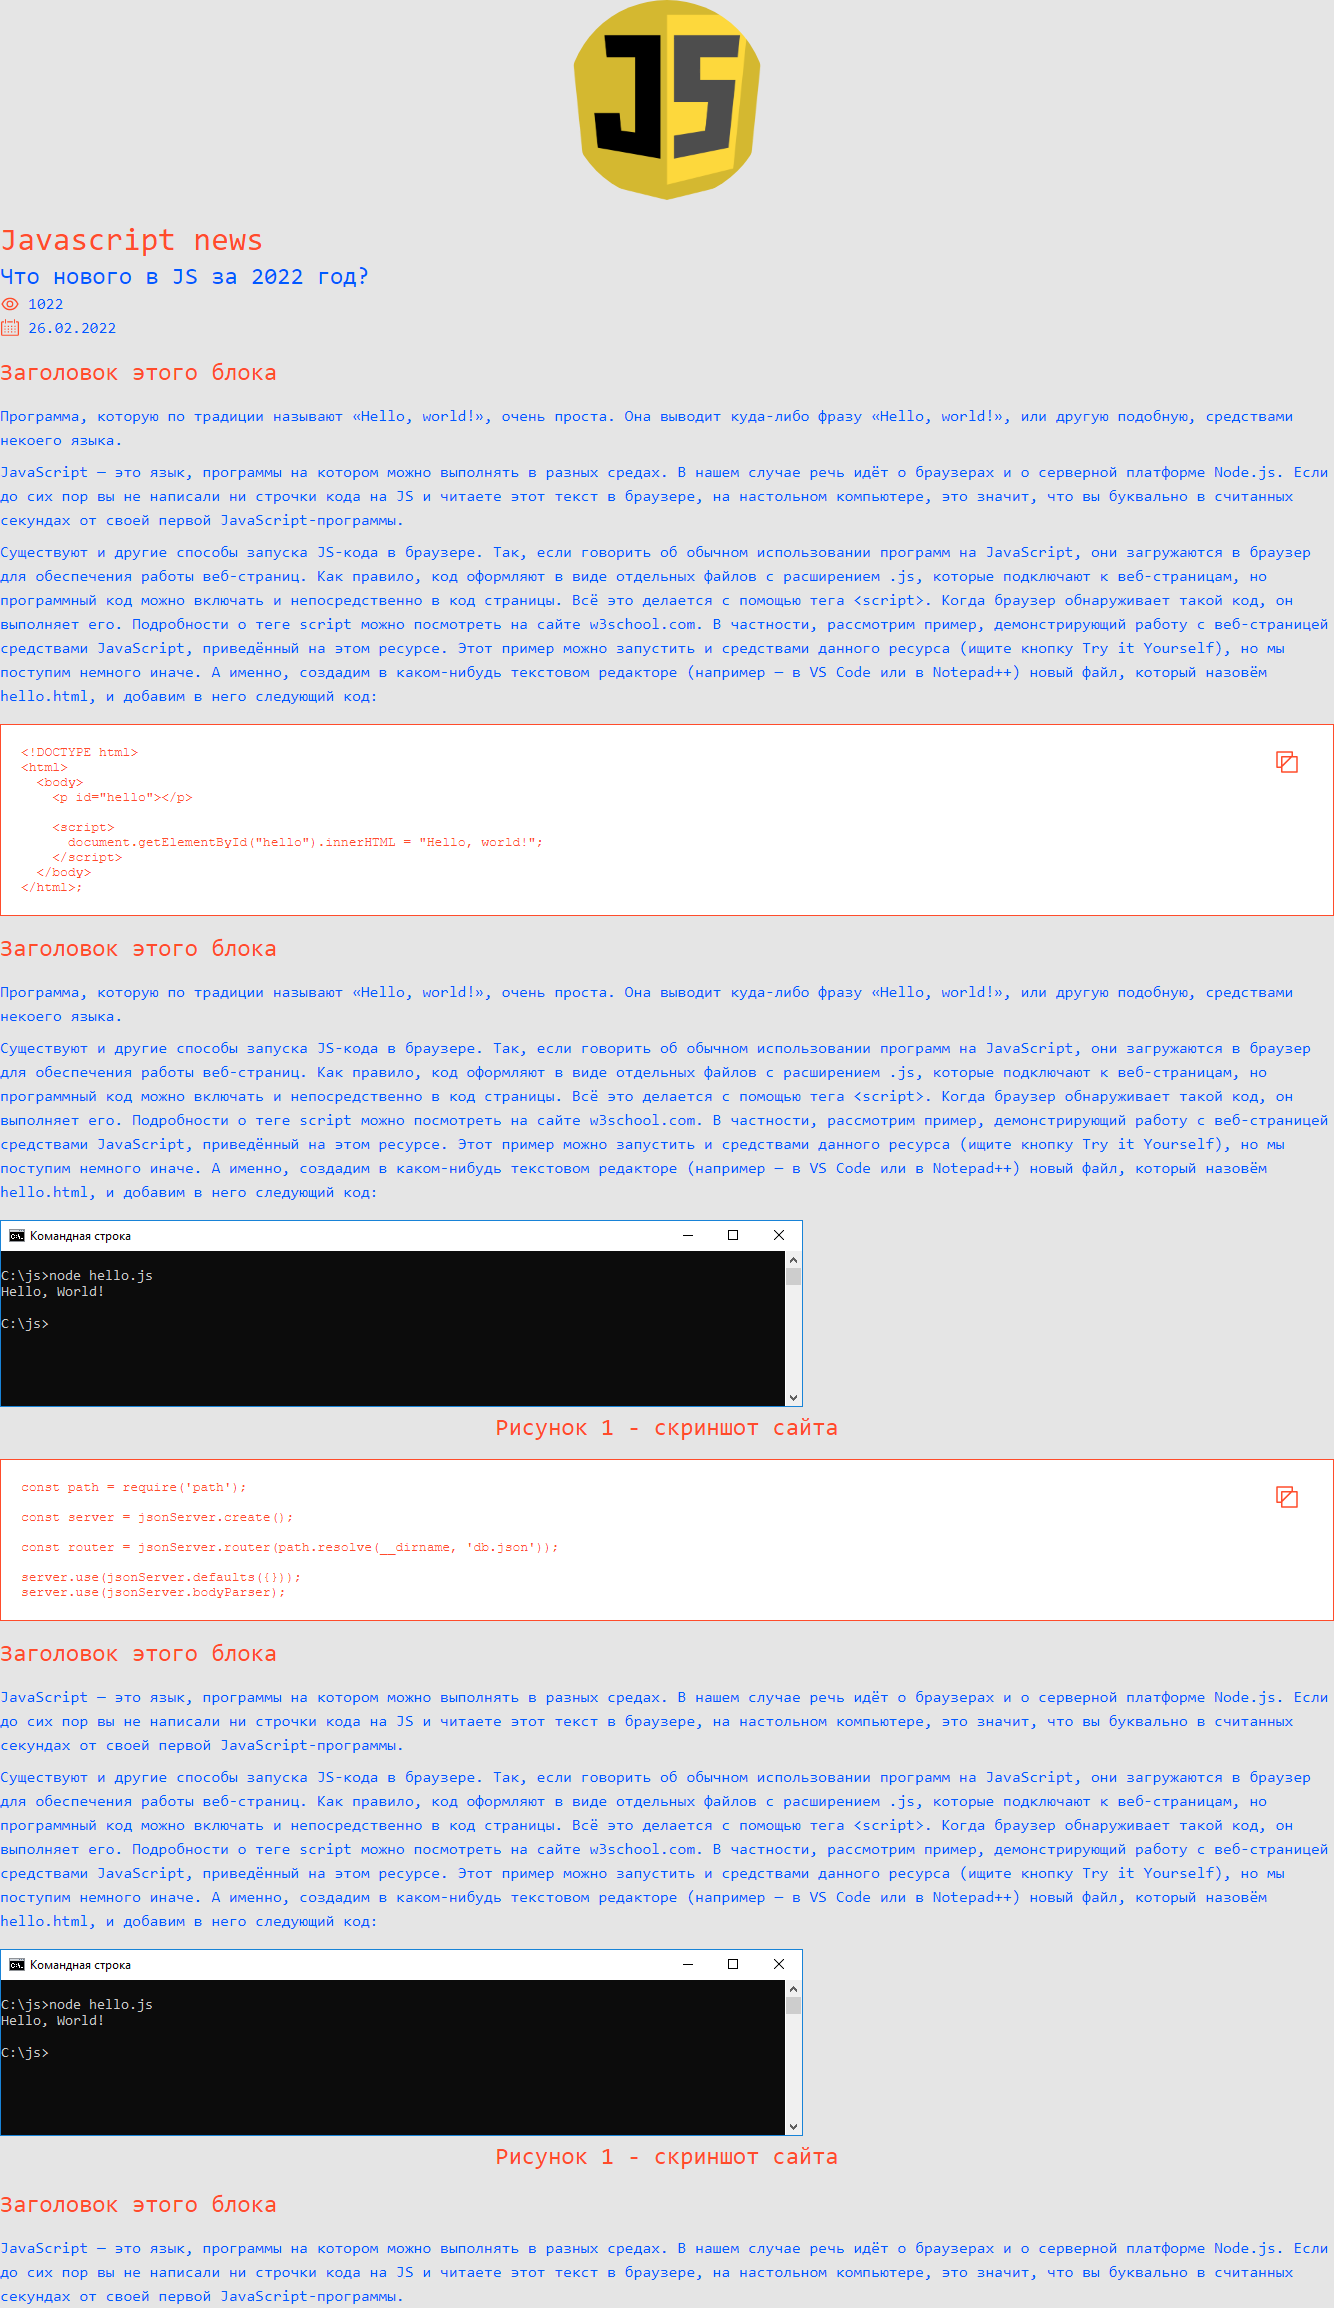 JS
Javascript news
Что нового в JS за 2022 год?
1022
26.02.2022
Заголовок этого блока
Программа, которую по традиции называют «Hello, world!», очень проста. Она выводит куда-либо фразу «Hello, world!», или другую подобную, средствами
некоего языка.
JavaScript — это язык, программы на котором можно выполнять в разных средах. В нашем случае речь идёт о браузерах и о серверной платформе Node.js. Если
до сих пор вы не написали ни строчки кода на JS и читаете этот текст в браузере, на настольном компьютере, это значит, что вы буквально в считанных
секундах от своей первой JavaScript-программы.
Существуют и другие способы запуска JS-кода в браузере. Так, если говорить об обычном использовании программ на JavaScript, они загружаются в браузер
для обеспечения работы веб-страниц. Как правило, код оформляют в виде отдельных файлов с расширением .js, которые подключают к веб-страницам, но
программный код можно включать и непосредственно в код страницы. Всё это делается с помощью тега <script>. Когда браузер обнаруживает такой код, он
выполняет его. Подробности о теге script можно посмотреть на сайте w3school.com. В частности, рассмотрим пример, демонстрирующий работу с веб-страницей
средствами JavaScript, приведённый на этом ресурсе. Этот пример можно запустить и средствами данного ресурса (ищите кнопку Try it Yourself), но мы
поступим немного иначе. А именно, создадим в каком-нибудь текстовом редакторе (например — в VS Code или в Notepad++) новый файл, который назовём
hello.html, и добавим в него следующий код:
<!DOCTYPE html>
<html>
  <body>
    <p id="hello"></p>
    <script>
      document.getElementById("hello").innerHTML = "Hello, world!";
    </script>
  </body>
</html>;
Заголовок этого блока
Программа, которую по традиции называют «Hello, world!», очень проста. Она выводит куда-либо фразу «Hello, world!», или другую подобную, средствами
некоего языка.
Существуют и другие способы запуска JS-кода в браузере. Так, если говорить об обычном использовании программ на JavaScript, они загружаются в браузер
для обеспечения работы веб-страниц. Как правило, код оформляют в виде отдельных файлов с расширением .js, которые подключают к веб-страницам, но
программный код можно включать и непосредственно в код страницы. Всё это делается с помощью тега <script>. Когда браузер обнаруживает такой код, он
выполняет его. Подробности о теге script можно посмотреть на сайте w3school.com. В частности, рассмотрим пример, демонстрирующий работу с веб-страницей
средствами JavaScript, приведённый на этом ресурсе. Этот пример можно запустить и средствами данного ресурса (ищите кнопку Try it Yourself), но мы
поступим немного иначе. А именно, создадим в каком-нибудь текстовом редакторе (например — в VS Code или в Notepad++) новый файл, который назовём
hello.html, и добавим в него следующий код:
Командная строка
C:\js>node hello.js
Hello, World!
C:\js>
Рисунок 1 - скриншот сайта
const path = require('path');
const server = jsonServer.create();
const router = jsonServer.router(path.resolve(__dirname, 'db.json'));
server.use(jsonServer.defaults({}));
server.use(jsonServer.bodyParser);
Заголовок этого блока
JavaScript — это язык, программы на котором можно выполнять в разных средах. В нашем случае речь идёт о браузерах и о серверной платформе Node.js. Если
до сих пор вы не написали ни строчки кода на JS и читаете этот текст в браузере, на настольном компьютере, это значит, что вы буквально в считанных
секундах от своей первой JavaScript-программы.
Существуют и другие способы запуска JS-кода в браузере. Так, если говорить об обычном использовании программ на JavaScript, они загружаются в браузер
для обеспечения работы веб-страниц. Как правило, код оформляют в виде отдельных файлов с расширением .js, которые подключают к веб-страницам, но
программный код можно включать и непосредственно в код страницы. Всё это делается с помощью тега <script>. Когда браузер обнаруживает такой код, он
выполняет его. Подробности о теге script можно посмотреть на сайте w3school.com. В частности, рассмотрим пример, демонстрирующий работу с веб-страницей
средствами JavaScript, приведённый на этом ресурсе. Этот пример можно запустить и средствами данного ресурса (ищите кнопку Try it Yourself), но мы
поступим немного иначе. А именно, создадим в каком-нибудь текстовом редакторе (например — в VS Code или в Notepad++) новый файл, который назовём
hello.html, и добавим в него следующий код:
Командная строка
C:\js>node hello.js
Hello, World!
C:\js>
Рисунок 1 - скриншот сайта
Заголовок этого блока
JavaScript — это язык, программы на котором можно выполнять в разных средах. В нашем случае речь идёт о браузерах и о серверной платформе Node.js. Если
до сих пор вы не написали ни строчки кода на JS и читаете этот текст в браузере, на настольном компьютере, это значит, что вы буквально в считанных
секундах от своей первой JavaScript-программы.